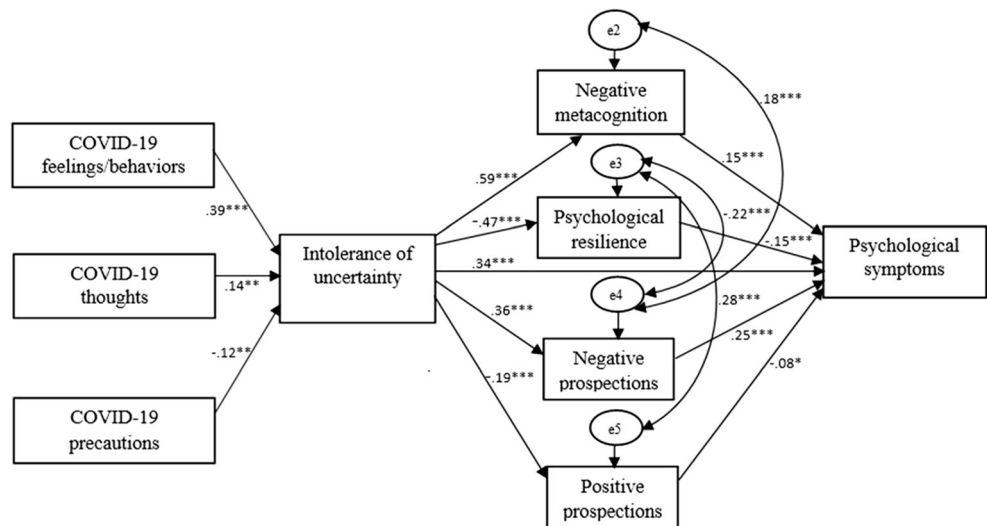 e2
Negative
metacognition
.18***
COVID-19
feelings/behaviors
.39***
.59***
e3
.15***
-.47***
Psychological
resilience
-.22***
-.15***
Intolerance of
uncertainty
.34***
Psychological
symptoms
COVID-19
thoughts
.14**
e4
.28***
.36***
.25***
-.12**
Negative
prospections
-.19***
-.08*
COVID-19
precautions
e5
Positive
prospections